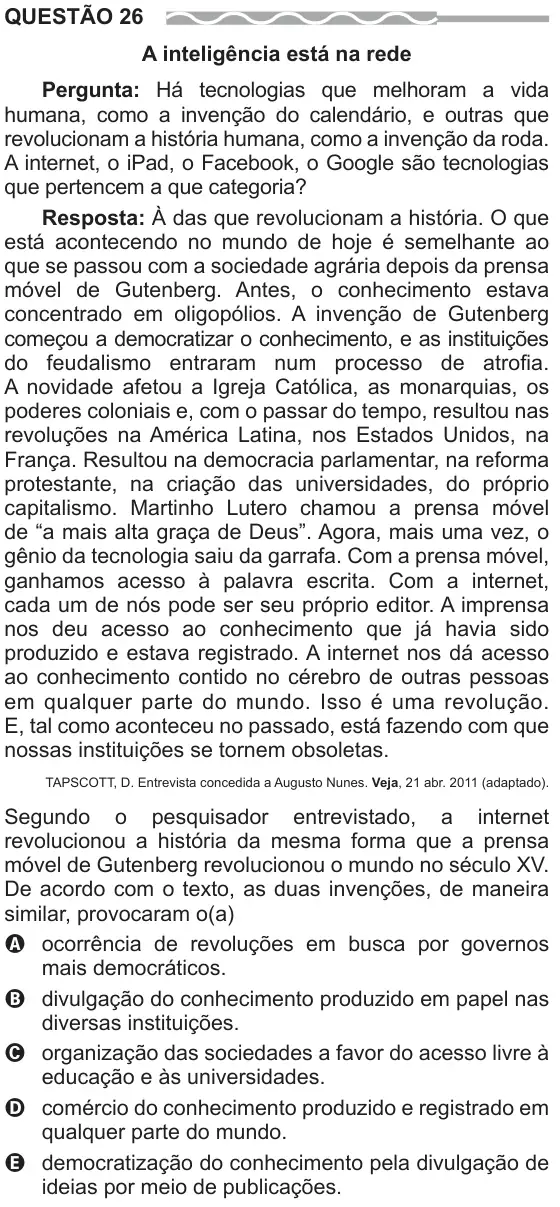 QUESTÃO 26
A inteligência está na rede
Pergunta: Há tecnologias que melhoram a vida
humana, como a invenção do calendário, e outras que
revolucionam a história humana, como a invenção da roda.
A internet, o iPad, o Facebook, o Google são tecnologias
que pertencem a que categoria?
Resposta: À das que revolucionam a história. O que
está acontecendo no mundo de hoje é semelhante ao
que se passou com a sociedade agrária depois da prensa
móvel de Gutenberg. Antes, o conhecimento estava
concentrado em oligopólios. A invenção de Gutenberg
começou a democratizar o conhecimento, e as instituições
do feudalismo entraram num processo de atrofia.
A novidade afetou a Igreja Católica, as monarquias, os
poderes coloniais e, com o passar do tempo, resultou nas
revoluções na América Latina, nos Estados Unidos, na
França. Resultou na democracia parlamentar, na reforma
protestante, na criação das universidades, do próprio
capitalismo. Martinho Lutero chamou a prensa móvel
de “a mais alta graça de Deus”. Agora, mais uma vez, o
gênio da tecnologia saiu da garrafa. Com a prensa móvel,
ganhamos acesso à palavra escrita. Com a internet,
cada um de nós pode ser seu próprio editor. A imprensa
nos deu acesso ao conhecimento que já havia sido
produzido e estava registrado. A internet nos dá acesso
ao conhecimento contido no cérebro de outras pessoas
em qualquer parte do mundo. Isso é uma revolução.
E, tal como aconteceu no passado, está fazendo com que
nossas instituições se tornem obsoletas.
TAPSCOTT, D. Entrevista concedida a Augusto Nunes. Veja, 21 abr. 2011 (adaptado).
Segundo o pesquisador entrevistado, a internet
revolucionou a história da mesma forma que a prensa
móvel de Gutenberg revolucionou o mundo no século XV.
De acordo com o texto, as duas invenções, de maneira
similar, provocaram o(a)
A ocorrência de revoluções em busca por governos
mais democráticos.
B divulgação do conhecimento produzido em papel nas
diversas instituições.
C organização das sociedades a favor do acesso livre à
educação e às universidades.
D comércio do conhecimento produzido e registrado em
qualquer parte do mundo.
E democratização do conhecimento pela divulgação de
ideias por meio de publicações.